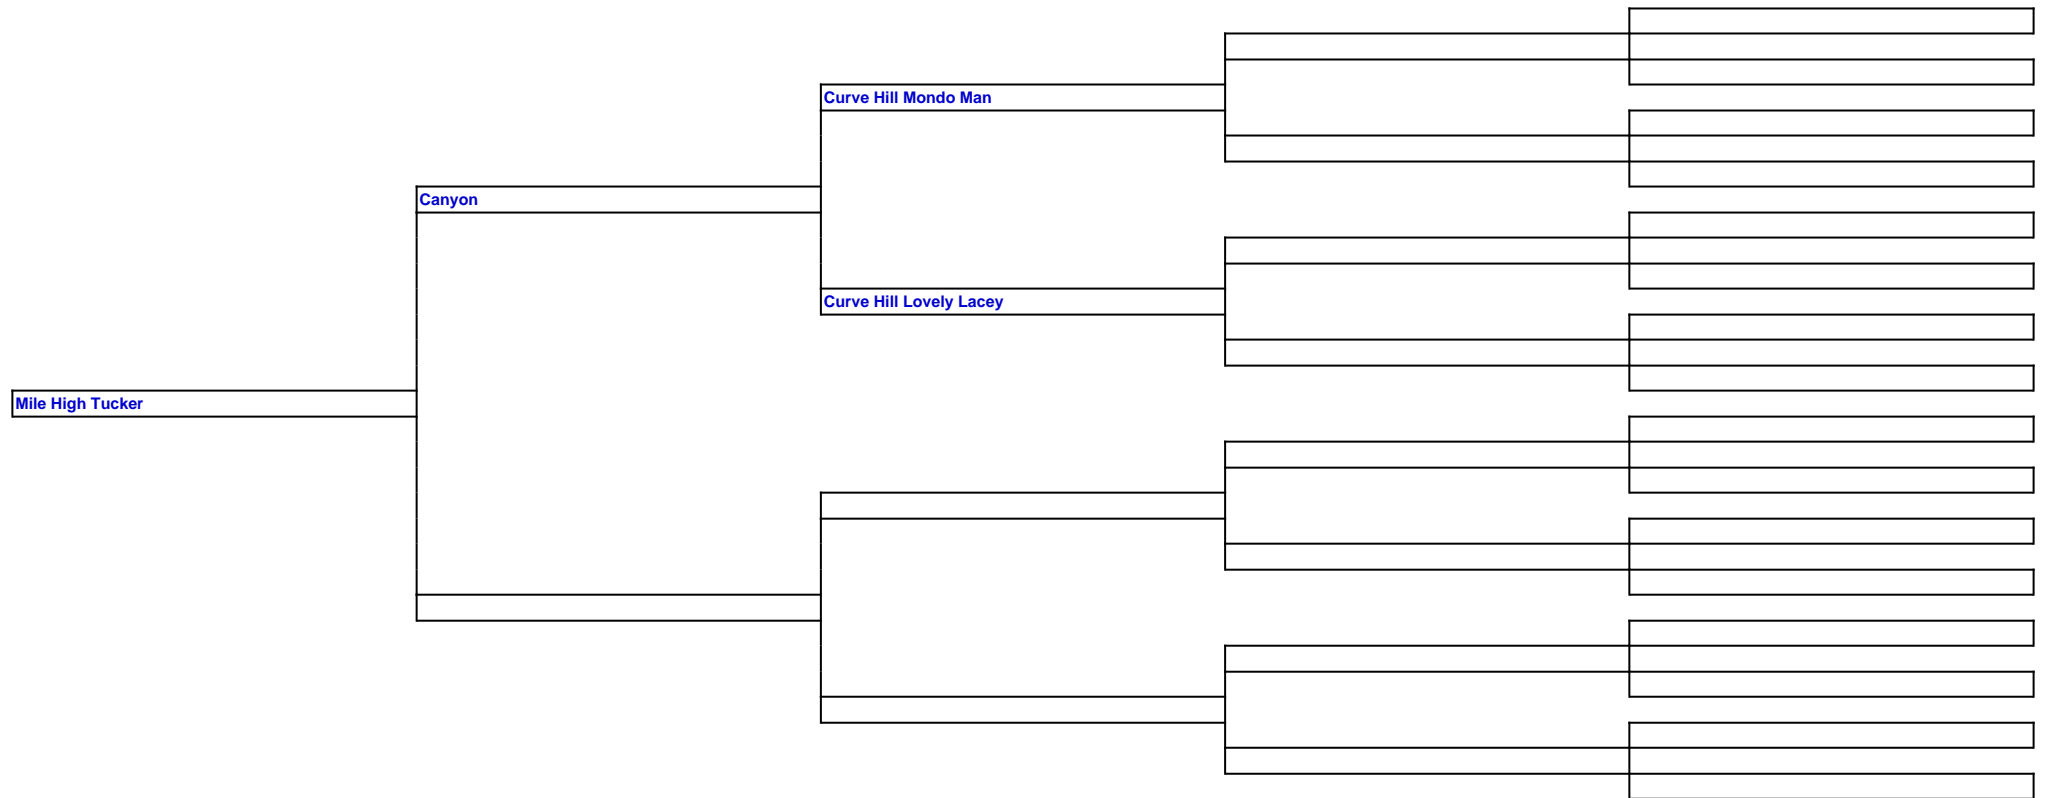 Curve Hill Mondo Man
Canyon
Curve Hill Lovely Lacey
Mile High Tucker